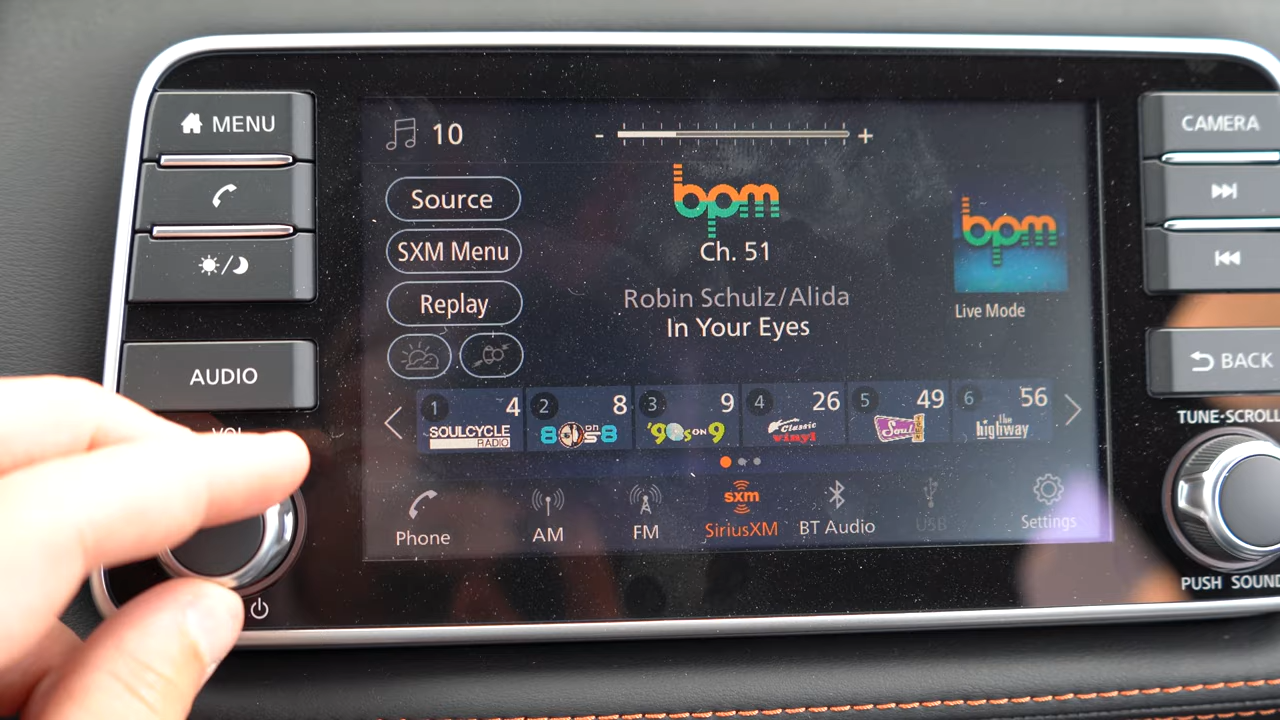 MENU
AUDIO
VOL
10
- +
Source
SXM Menu
Replay
bpm
Ch. 51
Robin Schulz/Alida
In Your Eyes
bpm
Live Mode
1 4
SOULCYCLE
RADIO
2 8
80s on 8
3 9
'90s ON 9
4 26
Classic
vinyl
5 49
Soul
6 56
the
highway
Phone
AM
FM
sxm
SiriusXM
BT Audio
USB
Settings
CAMERA
BACK
TUNE·SCROLL
PUSH SOUND